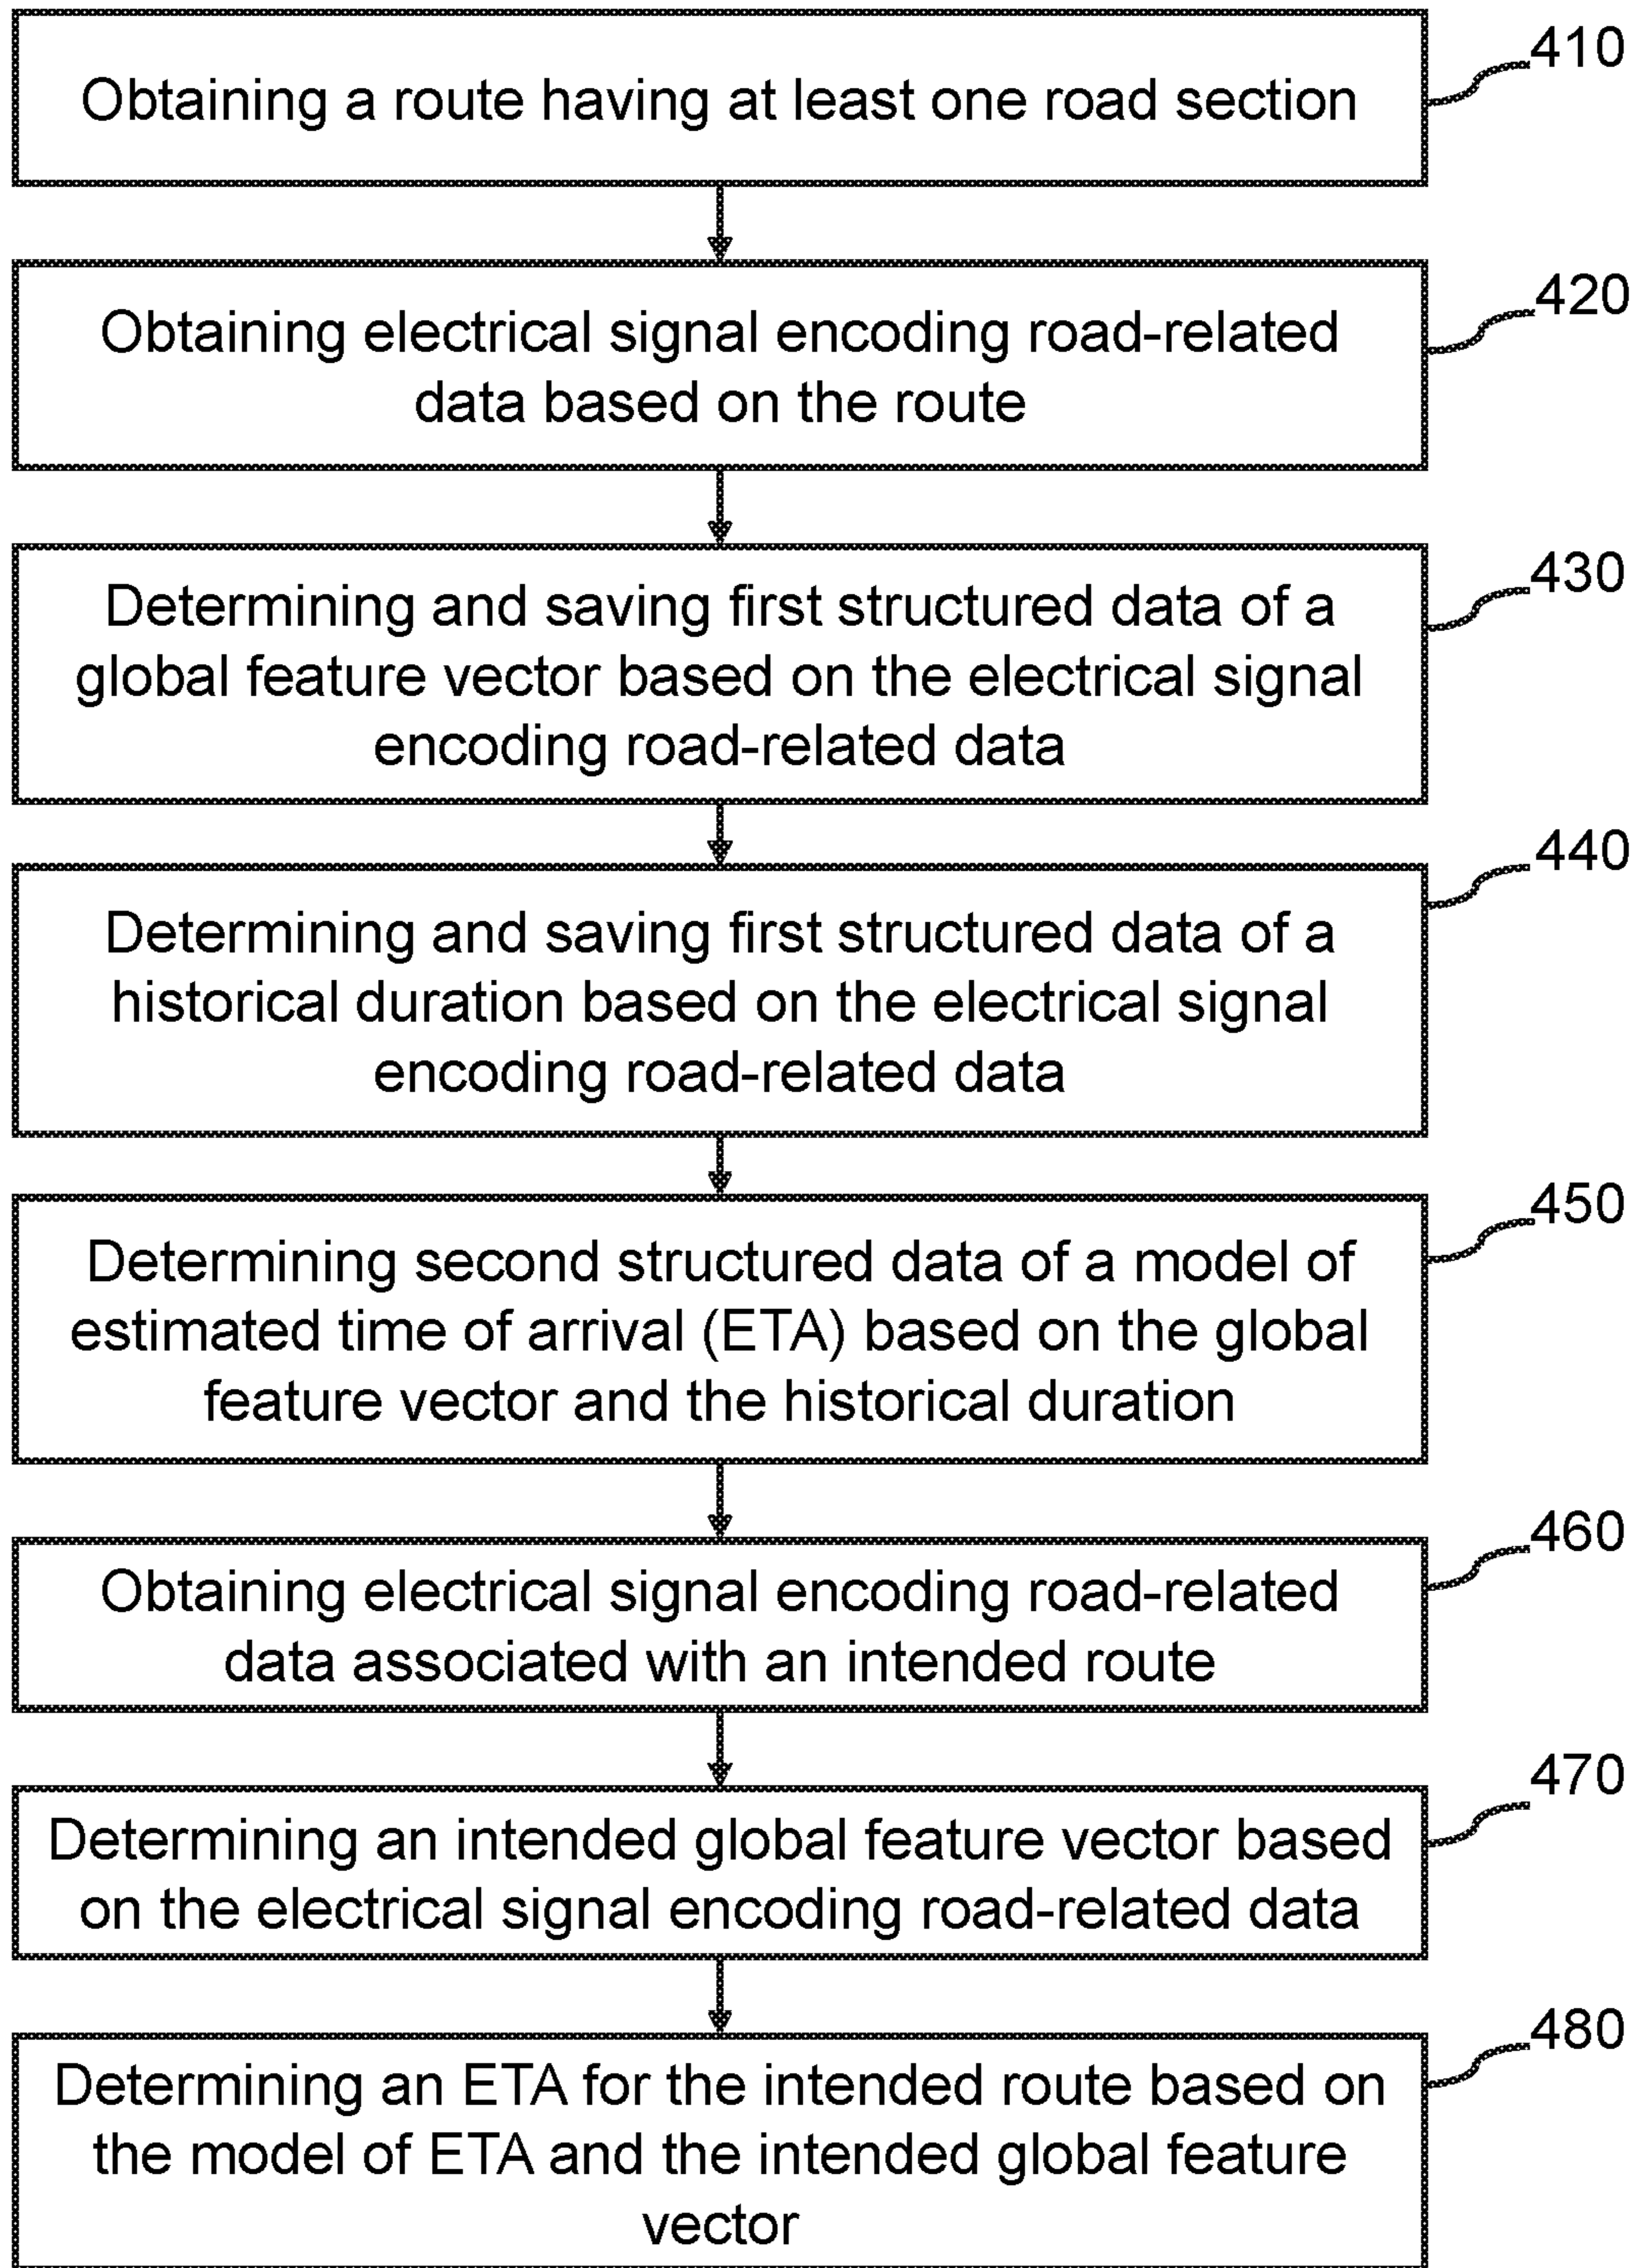 410
Obtaining a route having at least one road section
420
Obtaining electrical signal encoding road-related
data based on the route
430
Determining and saving first structured data of a
global feature vector based on the electrical signal
encoding road-related data
440
Determining and saving first structured data of a
historical duration based on the electrical signal
encoding road-related data
450
Determining second structured data of a model of
estimated time of arrival (ETA) based on the global
feature vector and the historical duration
460
Obtaining electrical signal encoding road-related
data associated with an intended route
470
Determining an intended global feature vector based
on the electrical signal encoding road-related data
480
Determining an ETA for the intended route based on
the model of ETA and the intended global feature
vector